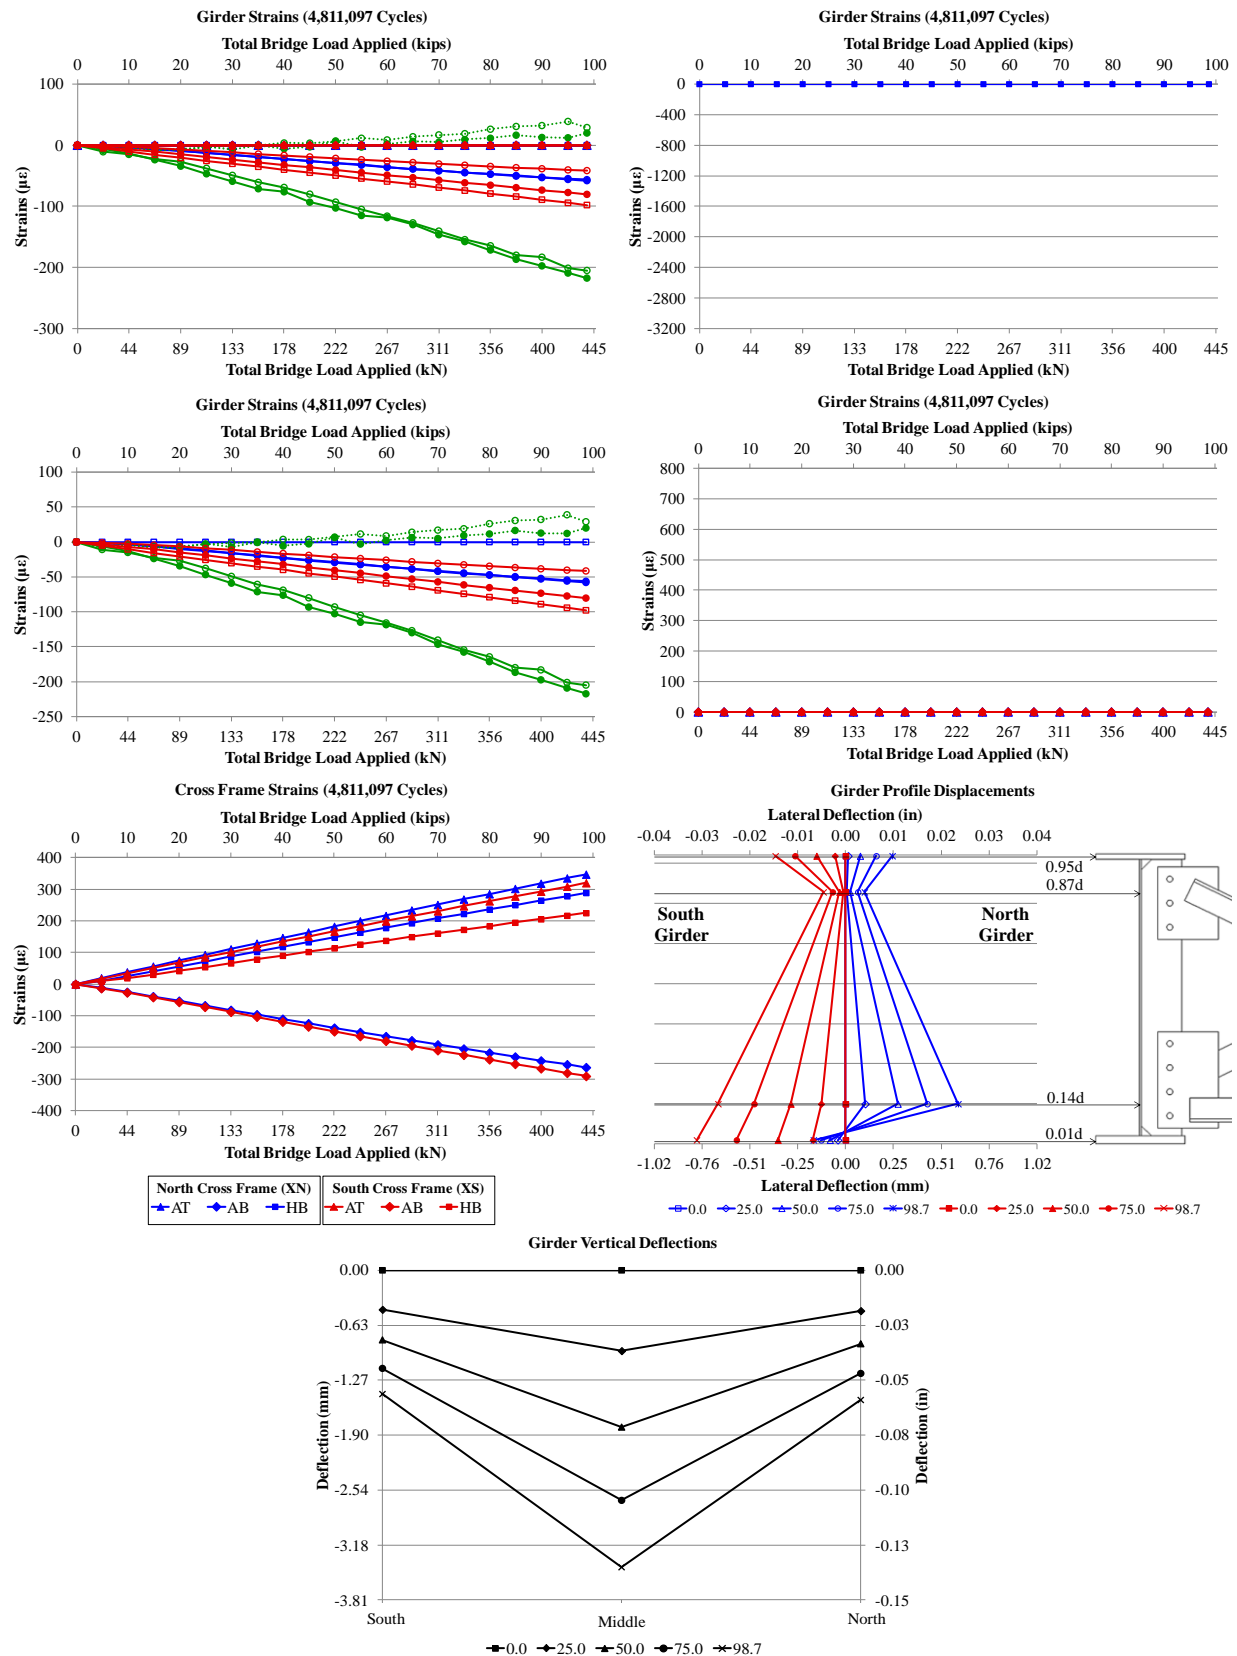 Girder Strains (4,811,097 Cycles)
Total Bridge Load Applied (kips)
0 10 20 30 40 50 60 70 80 90 100
100
0
-100
-200
-300
Strains (με)
0 44 89 133 178 222 267 311 356 400 445
Total Bridge Load Applied (kN)
Girder Strains (4,811,097 Cycles)
Total Bridge Load Applied (kips)
0 10 20 30 40 50 60 70 80 90 100
0
-400
-800
-1200
-1600
-2000
-2400
-2800
-3200
Strains (με)
0 44 89 133 178 222 267 311 356 400 445
Total Bridge Load Applied (kN)
Girder Strains (4,811,097 Cycles)
Total Bridge Load Applied (kips)
0 10 20 30 40 50 60 70 80 90 100
100
50
0
-50
-100
-150
-200
-250
Strains (με)
0 44 89 133 178 222 267 311 356 400 445
Total Bridge Load Applied (kN)
Girder Strains (4,811,097 Cycles)
Total Bridge Load Applied (kips)
0 10 20 30 40 50 60 70 80 90 100
800
700
600
500
400
300
200
100
0
Strains (με)
0 44 89 133 178 222 267 311 356 400 445
Total Bridge Load Applied (kN)
Cross Frame Strains (4,811,097 Cycles)
Total Bridge Load Applied (kips)
0 10 20 30 40 50 60 70 80 90 100
400
300
200
100
0
-100
-200
-300
-400
Strains (με)
0 44 89 133 178 222 267 311 356 400 445
Total Bridge Load Applied (kN)
North Cross Frame (XN) South Cross Frame (XS)
AT AB HB AT AB HB
Girder Profile Displacements
Lateral Deflection (in)
-0.04 -0.03 -0.02 -0.01 0.00 0.01 0.02 0.03 0.04
0.95d
0.87d
South Girder
North Girder
0.14d
0.01d
-1.02 -0.76 -0.51 -0.25 0.00 0.25 0.51 0.76 1.02
Lateral Deflection (mm)
0.0 25.0 50.0 75.0 98.7 0.0 25.0 50.0 75.0 98.7
Girder Vertical Deflections
0.00
-0.63
-1.27
-1.90
-2.54
-3.18
-3.81
Deflection (mm)
0.00
-0.03
-0.05
-0.08
-0.10
-0.13
-0.15
Deflection (in)
South Middle North
0.0 25.0 50.0 75.0 98.7